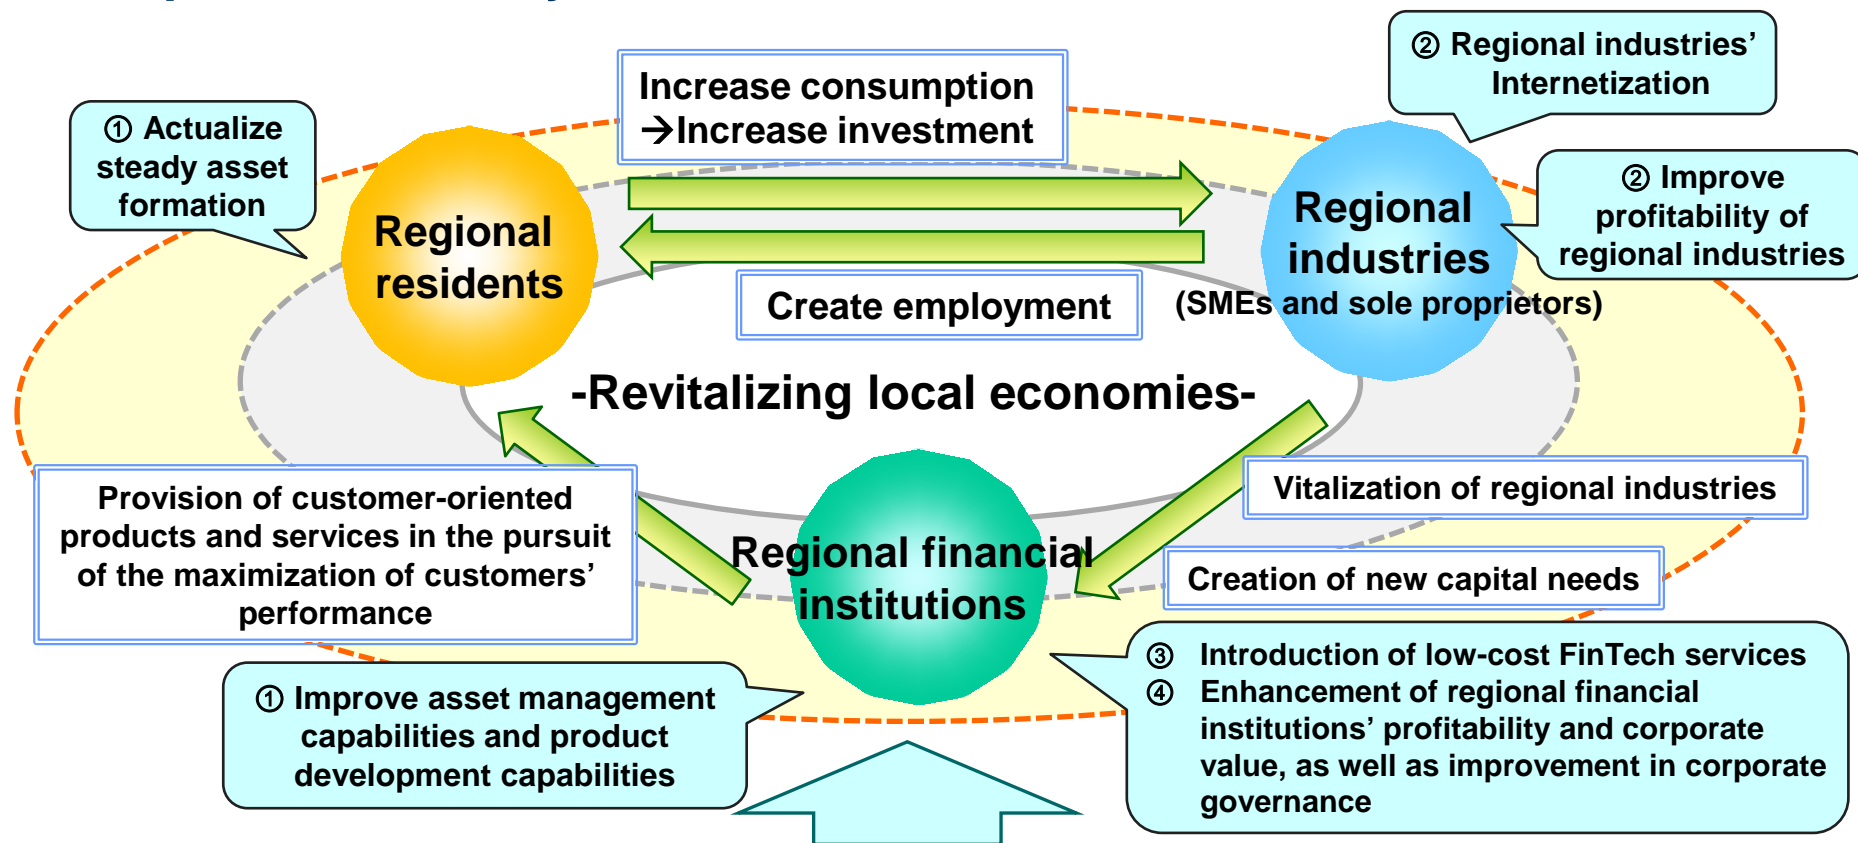 ② Regional industries’
Internetization
Increase consumption
→Increase investment
① Actualize
steady asset
formation
② Improve
profitability of
regional industries
Regional
residents
Regional
industries
(SMEs and sole proprietors)
Create employment
-Revitalizing local economies-
Provision of customer-oriented
products and services in the pursuit
of the maximization of customers’
performance
Vitalization of regional industries
Regional financial
institutions
Creation of new capital needs
① Improve asset management
capabilities and product
development capabilities
③ Introduction of low-cost FinTech services
④ Enhancement of regional financial
institutions’ profitability and corporate
value, as well as improvement in corporate
governance